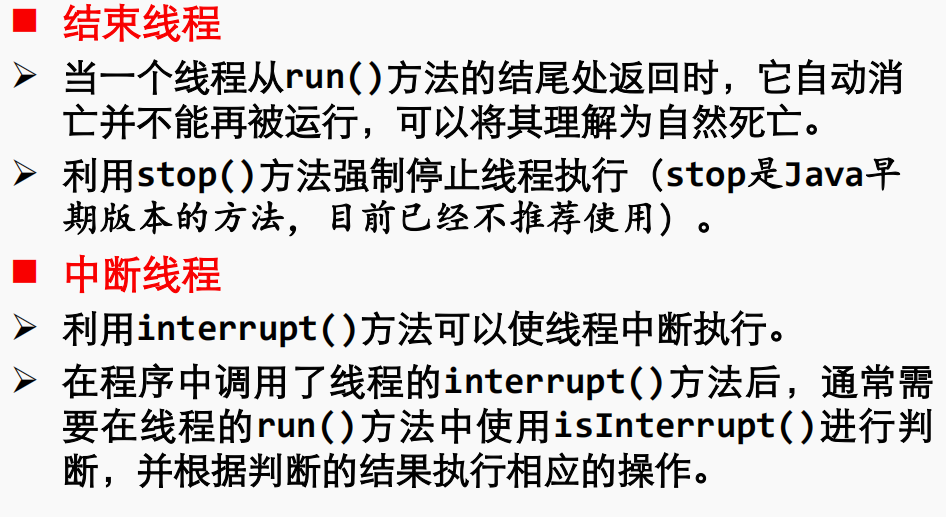 ■ 结束线程
➢ 当一个线程从run()方法的结尾处返回时，它自动消
亡并不能再被运行，可以将其理解为自然死亡。
➢ 利用stop()方法强制停止线程执行（stop是Java早
期版本的方法，目前已经不推荐使用）。
■ 中断线程
➢ 利用interrupt()方法可以使线程中断执行。
➢ 在程序中调用了线程的interrupt()方法后，通常需
要在线程的run()方法中使用isInterrupt()进行判
断，并根据判断的结果执行相应的操作。